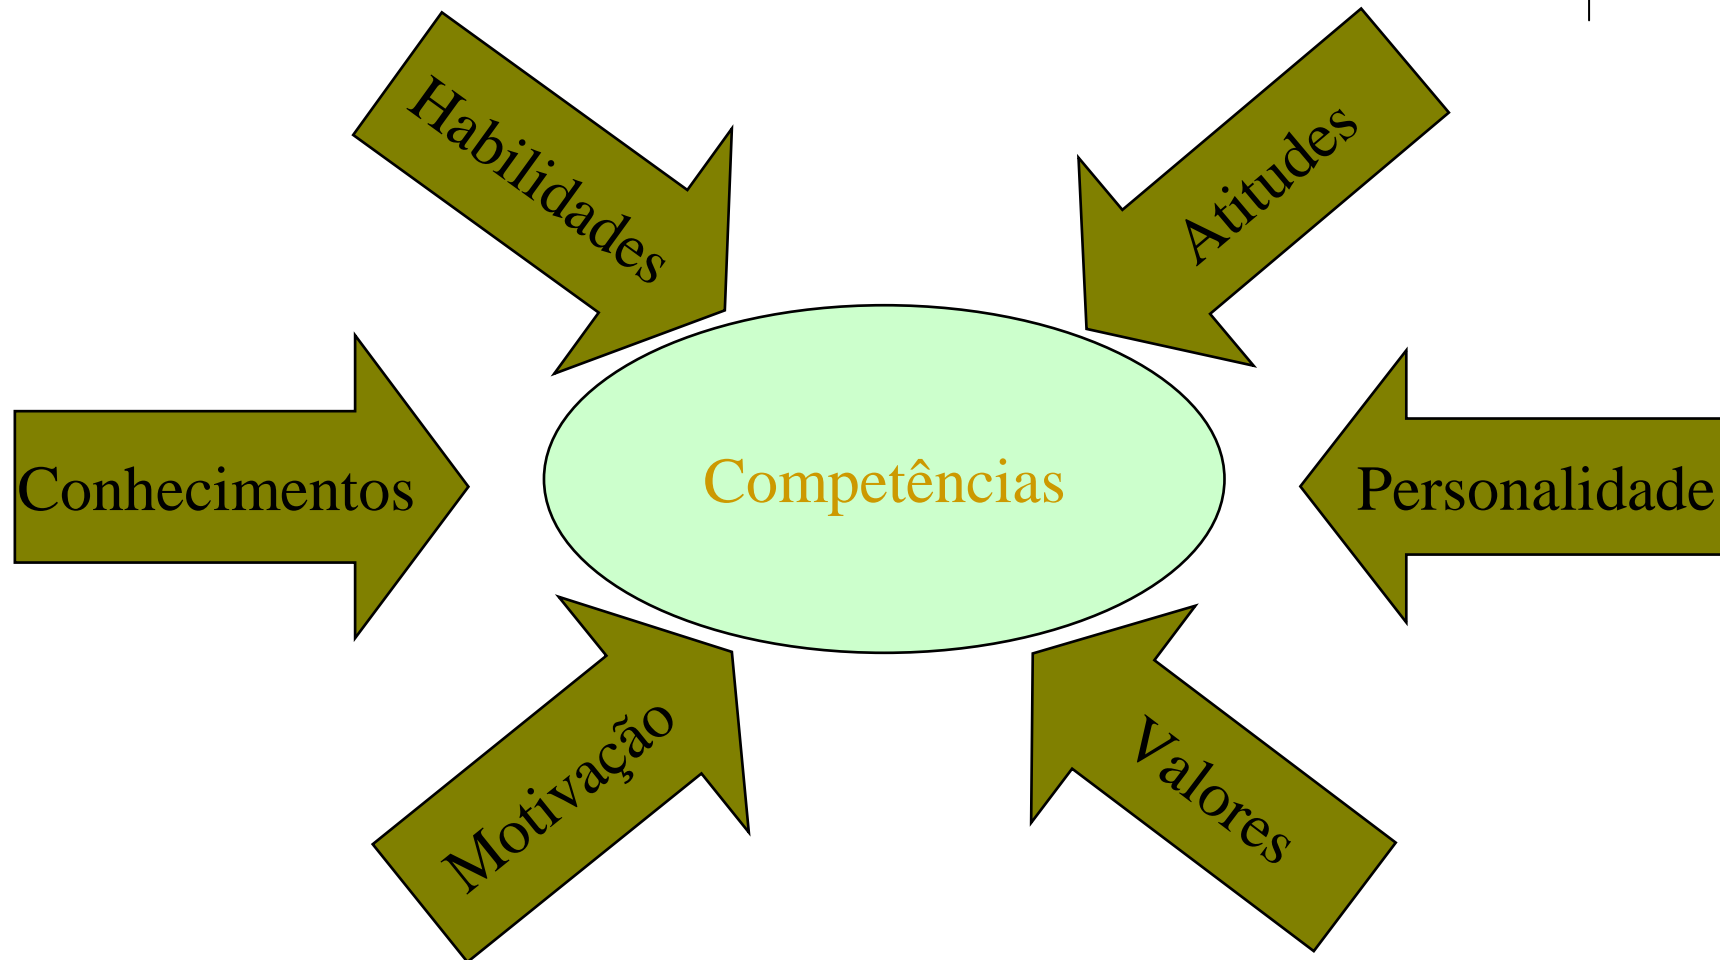 Habilidades
Atitudes
Conhecimentos
Competências
Personalidade
Motivação
Valores